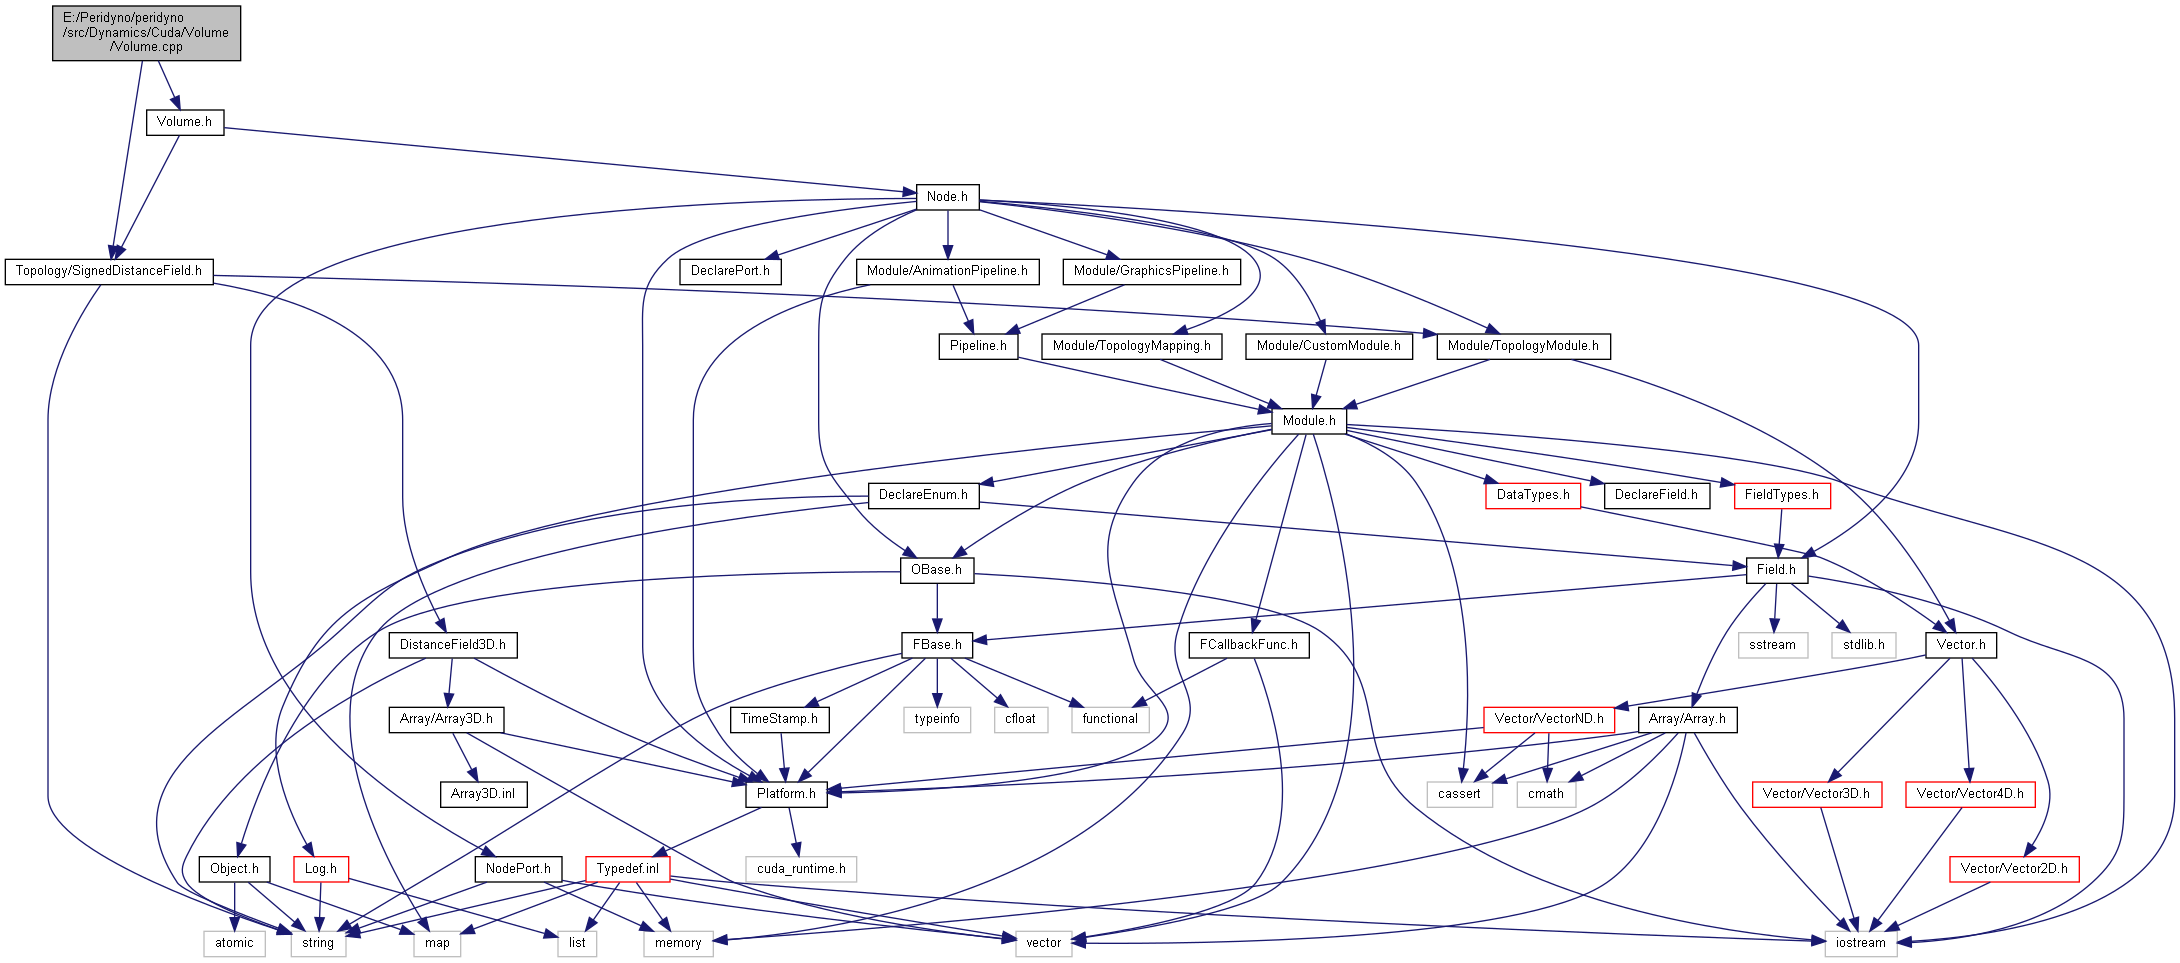 E:/Peridyno/peridyno
/src/Dynamics/Cuda/Volume
/Volume.cpp
Volume.h
Node.h
Topology/SignedDistanceField.h
DeclarePort.h
Module/AnimationPipeline.h
Module/GraphicsPipeline.h
Pipeline.h
Module/TopologyMapping.h
Module/CustomModule.h
Module/TopologyModule.h
Module.h
DeclareEnum.h
DataTypes.h
DeclareField.h
FieldTypes.h
OBase.h
Field.h
DistanceField3D.h
FBase.h
FCallbackFunc.h
sstream
stdlib.h
Vector.h
Array/Array3D.h
TimeStamp.h
typeinfo
cfloat
functional
Vector/VectorND.h
Array/Array.h
Array3D.inl
Platform.h
cassert
cmath
Vector/Vector3D.h
Vector/Vector4D.h
Object.h
Log.h
NodePort.h
Typedef.inl
cuda_runtime.h
Vector/Vector2D.h
atomic
string
map
list
memory
vector
iostream